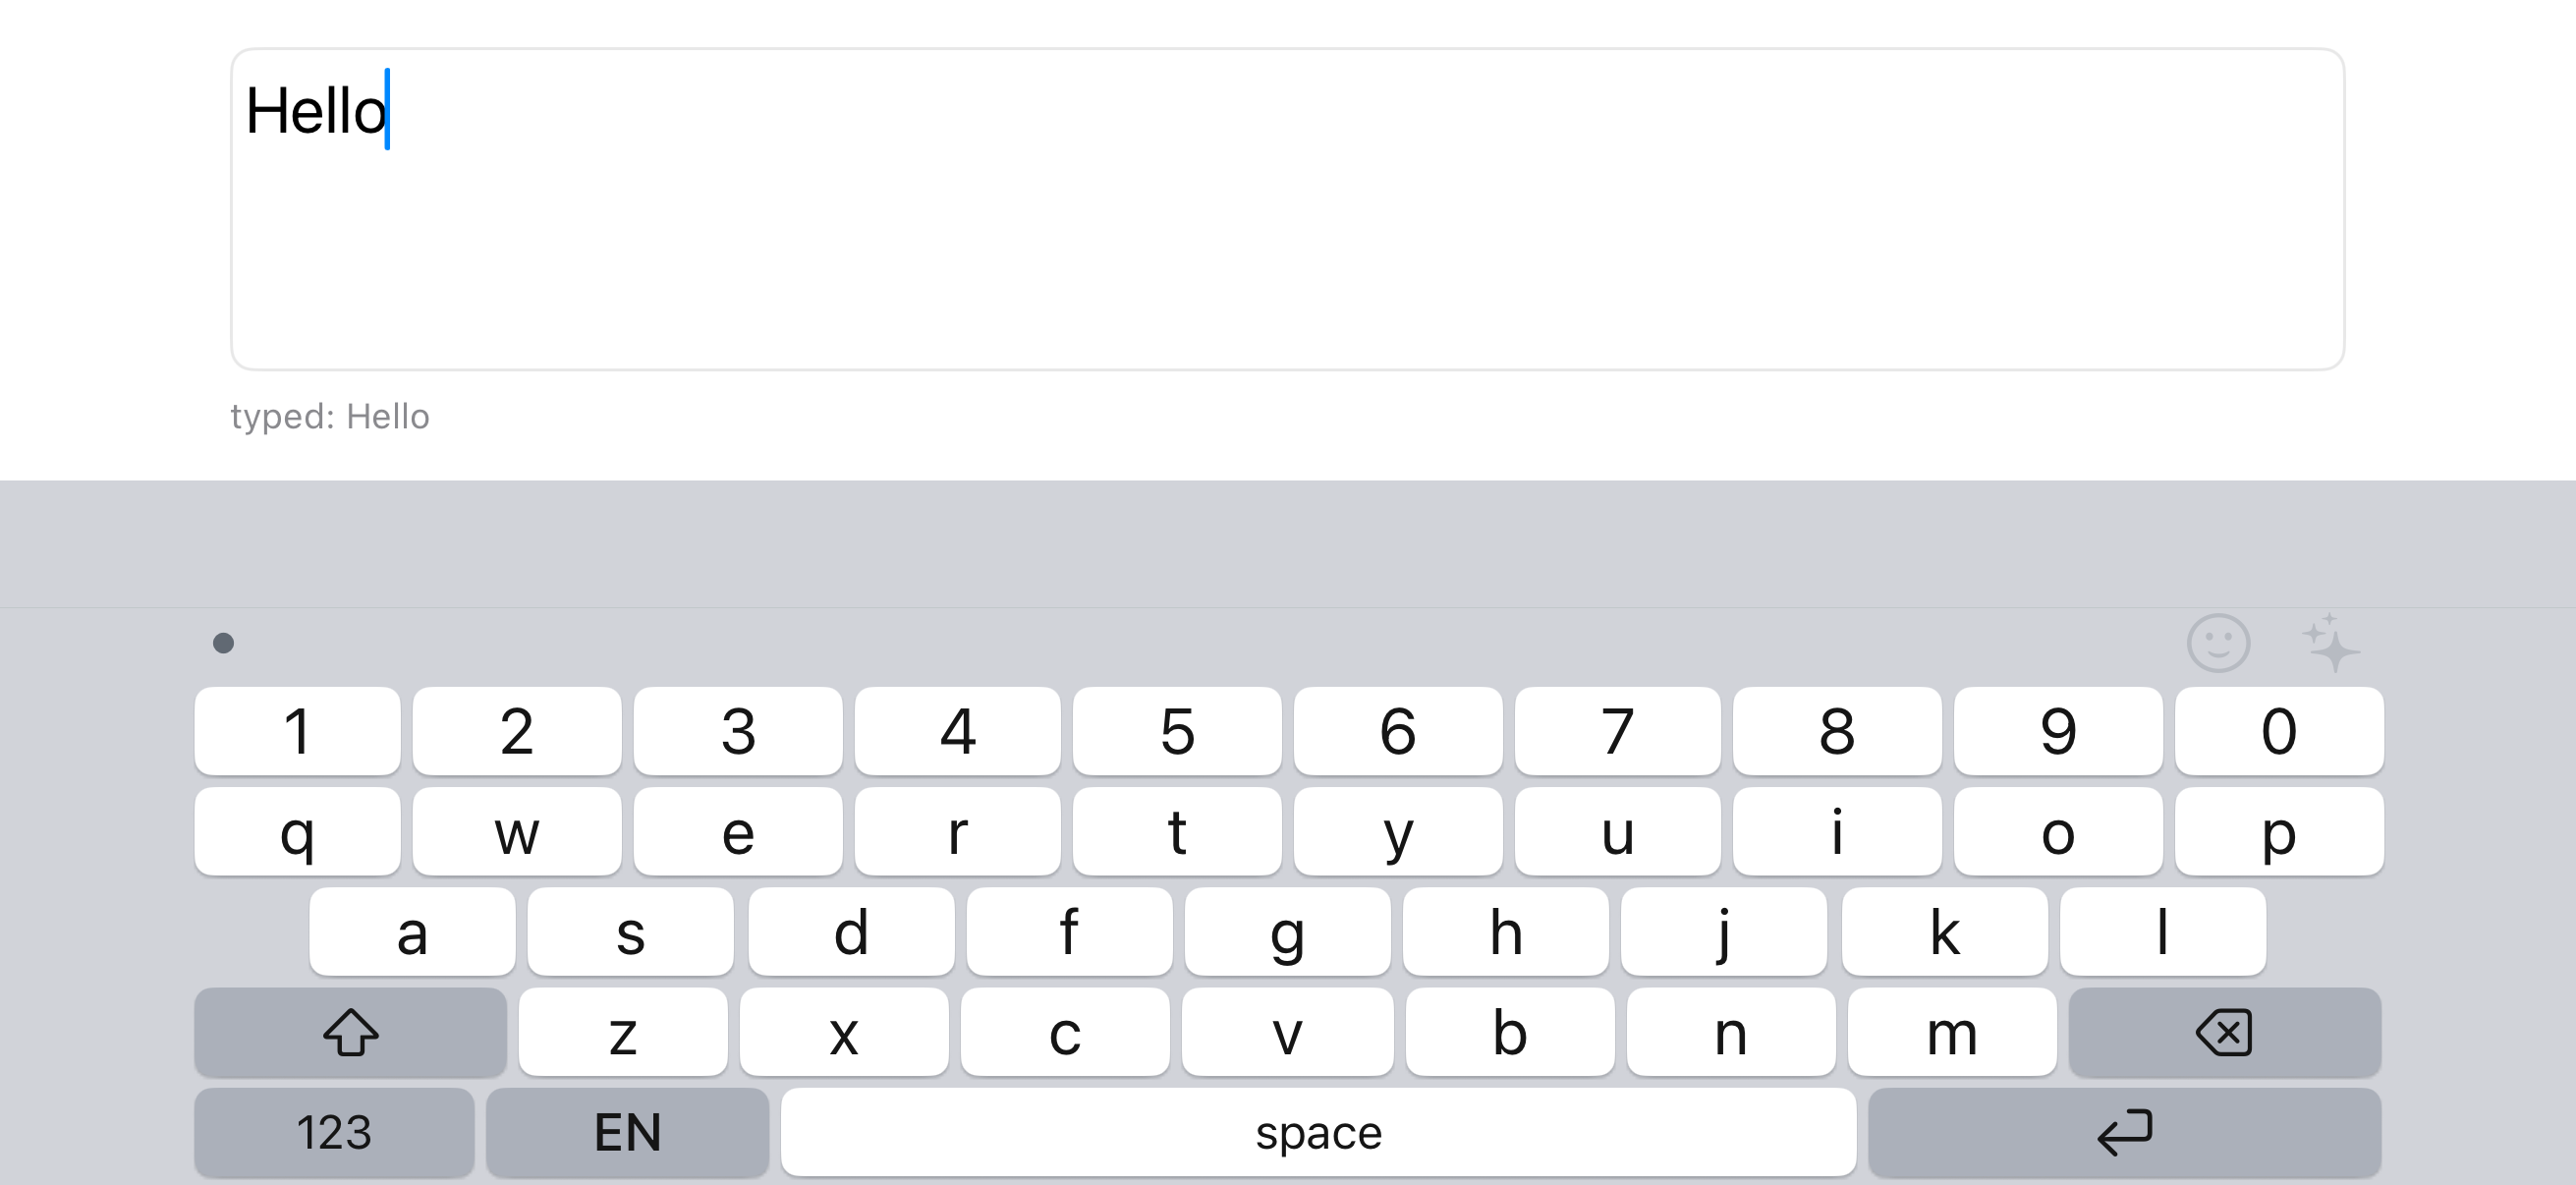 Hello
typed: Hello
1 2 3 4 5 6 7 8 9 0
q w e r t y u i o p
a s d f g h j k l
z x c v b n m
123 EN space